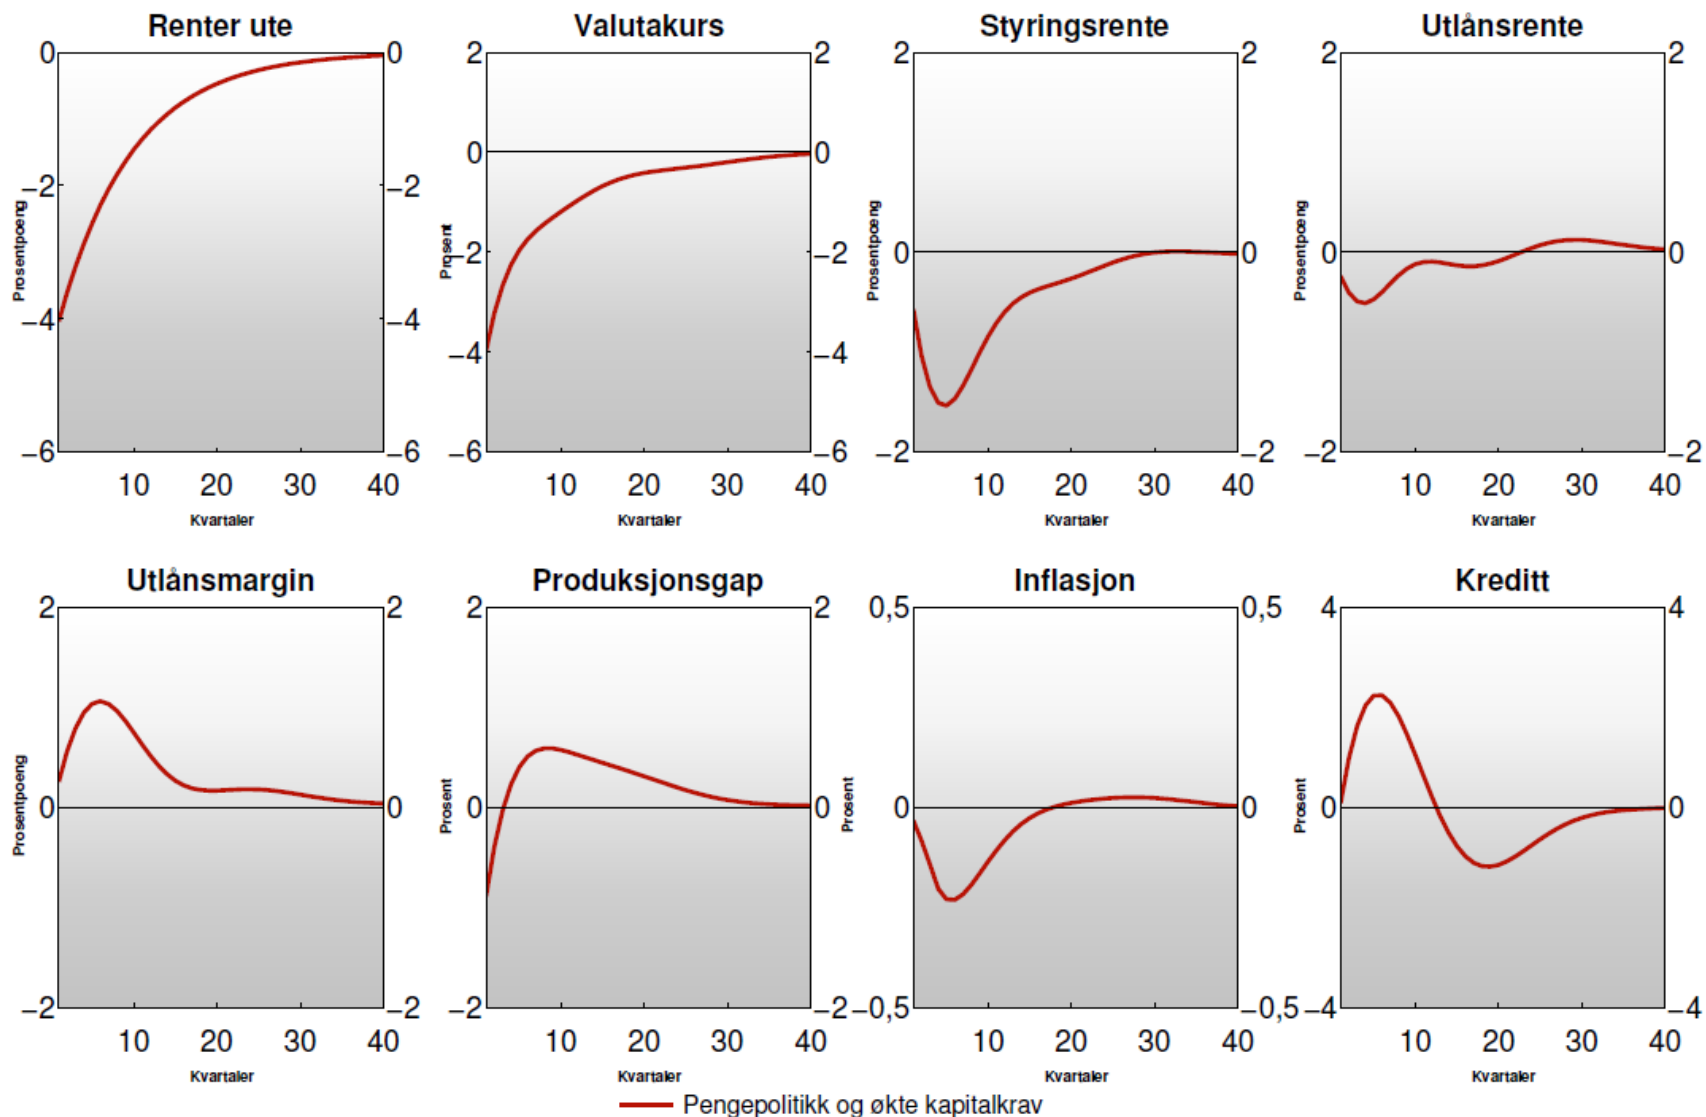 Renter ute
0 0
−2 −2
−4 −4
−6 −6
Prosentpoeng
10 20 30 40
Kvartaler
Valutakurs
2 2
0 0
−2 −2
−4 −4
−6 −6
Prosent
10 20 30 40
Kvartaler
Styringsrente
2 2
0 0
−2 −2
Prosentpoeng
10 20 30 40
Kvartaler
Utlånsrente
2 2
0 0
−2 −2
Prosentpoeng
10 20 30 40
Kvartaler
Utlånsmargin
2 2
0 0
−2 −2
Prosentpoeng
10 20 30 40
Kvartaler
Produksjonsgap
2 2
0 0
−2 −2
Prosent
10 20 30 40
Kvartaler
Inflasjon
0,5 0,5
0 0
−0,5 −0,5
Prosent
10 20 30 40
Kvartaler
Kreditt
4 4
0 0
−4 −4
Prosent
10 20 30 40
Kvartaler
Pengepolitikk og økte kapitalkrav